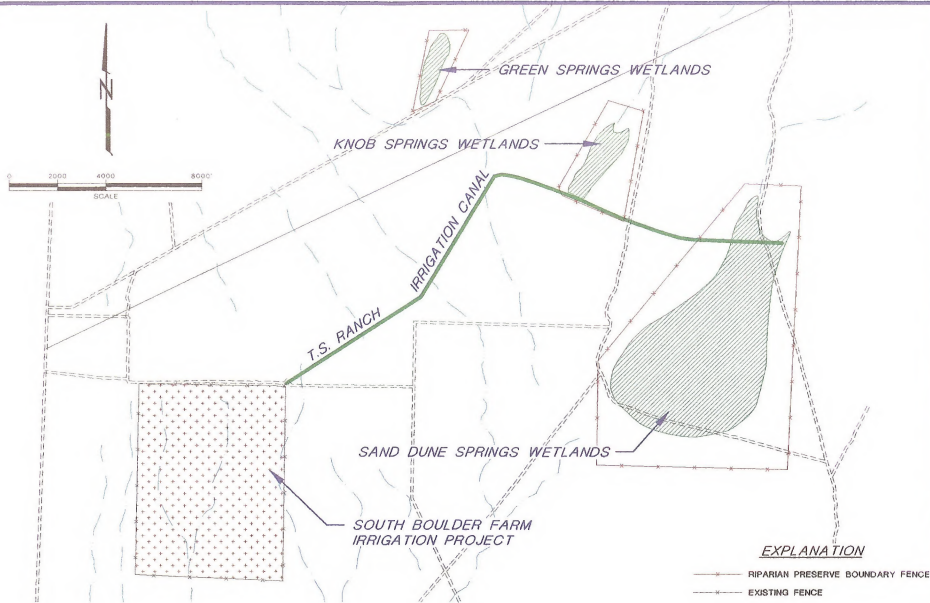 GREEN SPRINGS WETLANDS
N
KNOB SPRINGS WETLANDS
0 2000 4000 8000'
SCALE
T.S. RANCH IRRIGATION CANAL
SAND DUNE SPRINGS WETLANDS
SOUTH BOULDER FARM
IRRIGATION PROJECT
EXPLANATION
RIPARIAN PRESERVE BOUNDARY FENCE
EXISTING FENCE